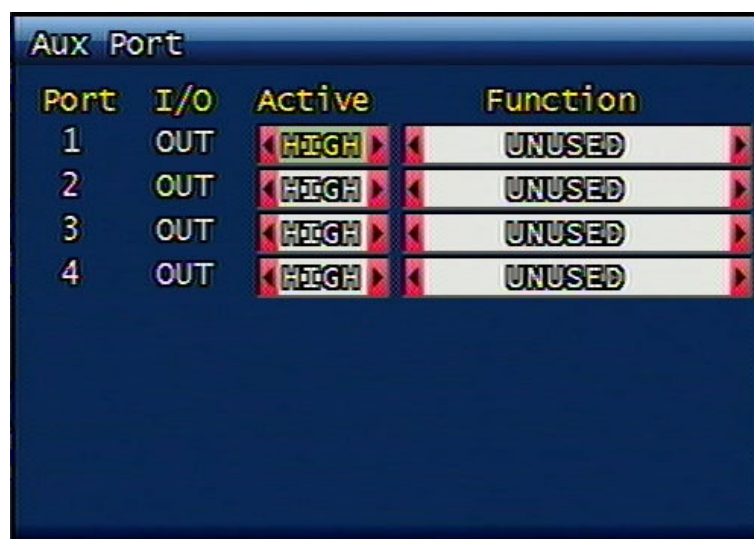 Aux Port
Port I/O Active Function
1 OUT HIGH UNUSED
2 OUT HIGH UNUSED
3 OUT HIGH UNUSED
4 OUT HIGH UNUSED